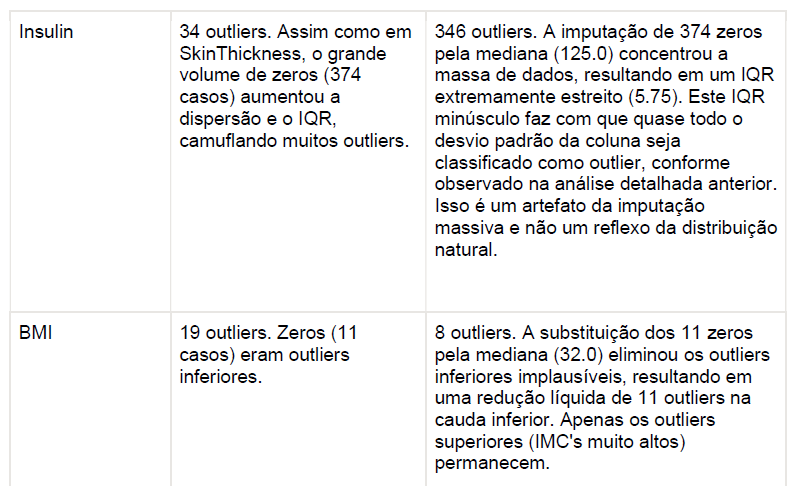 Insulin
34 outliers. Assim como em
SkinThickness, o grande
volume de zeros (374
casos) aumentou a
dispersão e o IQR,
camuflando muitos outliers.
346 outliers. A imputação de 374 zeros
pela mediana (125.0) concentrou a
massa de dados, resultando em um IQR
extremamente estreito (5.75). Este IQR
minúsculo faz com que quase todo o
desvio padrão da coluna seja
classificado como outlier, conforme
observado na análise detalhada anterior.
Isso é um artefato da imputação
massiva e não um reflexo da distribuição
natural.
BMI
19 outliers. Zeros (11
casos) eram outliers
inferiores.
8 outliers. A substituição dos 11 zeros
pela mediana (32.0) eliminou os outliers
inferiores implausíveis, resultando em
uma redução líquida de 11 outliers na
cauda inferior. Apenas os outliers
superiores (IMC's muito altos)
permanecem.